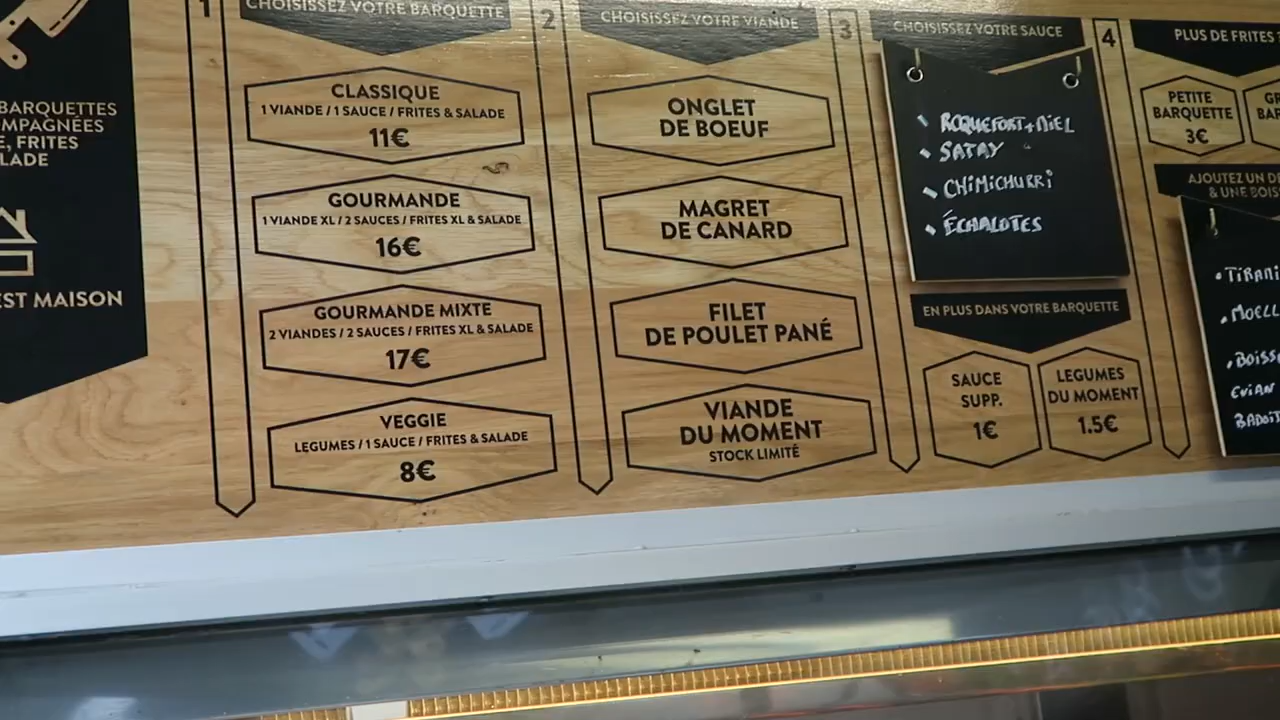 BARQUETTES
MPAGNÉES
E, FRITES
LADE
EST MAISON
1
CHOISISSEZ VOTRE BARQUETTE
CLASSIQUE
1 VIANDE / 1 SAUCE / FRITES & SALADE
11€
GOURMANDE
1 VIANDE XL / 2 SAUCES / FRITES XL & SALADE
16€
GOURMANDE MIXTE
2 VIANDES / 2 SAUCES / FRITES XL & SALADE
17€
VEGGIE
LEGUMES / 1 SAUCE / FRITES & SALADE
8€
2
CHOISISSEZ VOTRE VIANDE
ONGLET
DE BOEUF
MAGRET
DE CANARD
FILET
DE POULET PANÉ
VIANDE
DU MOMENT
STOCK LIMITÉ
3
CHOISISSEZ VOTRE SAUCE
• ROQUEFORT+MIEL
• SATAY
• CHIMICHURRI
• ÉCHALOTES
EN PLUS DANS VOTRE BARQUETTE
SAUCE
SUPP.
1€
LEGUMES
DU MOMENT
1.5€
4
PLUS DE FRITES ?
PETITE
BARQUETTE
3€
GR
BAR
AJOUTEZ UN DE
& UNE BOIS
• TIRAMI
• MOELL
• BOISS
EVIAN
BADOIT